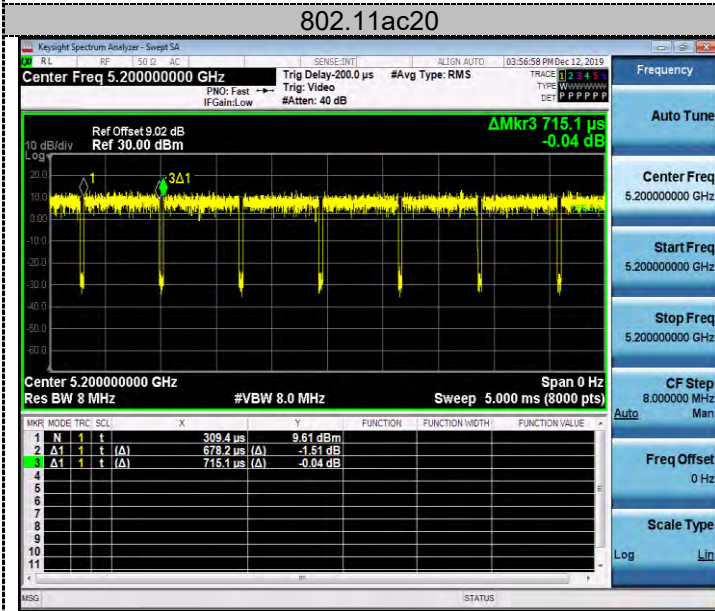 802.11ac20
Keysight Spectrum Analyzer - Swept SA
RL RF 50 Ω AC SENSE:INT ALIGN AUTO 03:56:58 PM Dec 12, 2019
Center Freq 5.200000000 GHz
PNO: Fast
IFGain:Low
Trig Delay-200.0 µs
Trig: Video
#Atten: 40 dB
#Avg Type: RMS
TRACE 1 2 3 4 5 6
TYPE WWWWWW
DET P P P P P P
Frequency
Auto Tune
Center Freq
5.200000000 GHz
Start Freq
5.200000000 GHz
Stop Freq
5.200000000 GHz
CF Step
8.000000 MHz
Auto Man
Freq Offset
0 Hz
Scale Type
Log Lin
ΔMkr3 715.1 µs
-0.04 dB
Ref Offset 9.02 dB
Ref 30.00 dBm
10 dB/div
Log
20.0
10.0
0.00
-10.0
-20.0
-30.0
-40.0
-50.0
-60.0
1
3Δ1
Center 5.200000000 GHz Span 0 Hz
Res BW 8 MHz #VBW 8.0 MHz Sweep 5.000 ms (8000 pts)
MKR MODE TRC SCL X Y FUNCTION FUNCTION WIDTH FUNCTION VALUE
1 N 1 t 309.4 µs 9.61 dBm
2 Δ1 1 t (Δ) 678.2 µs (Δ) -1.51 dB
3 Δ1 1 t (Δ) 715.1 µs (Δ) -0.04 dB
4
5
6
7
8
9
10
11
MSG STATUS